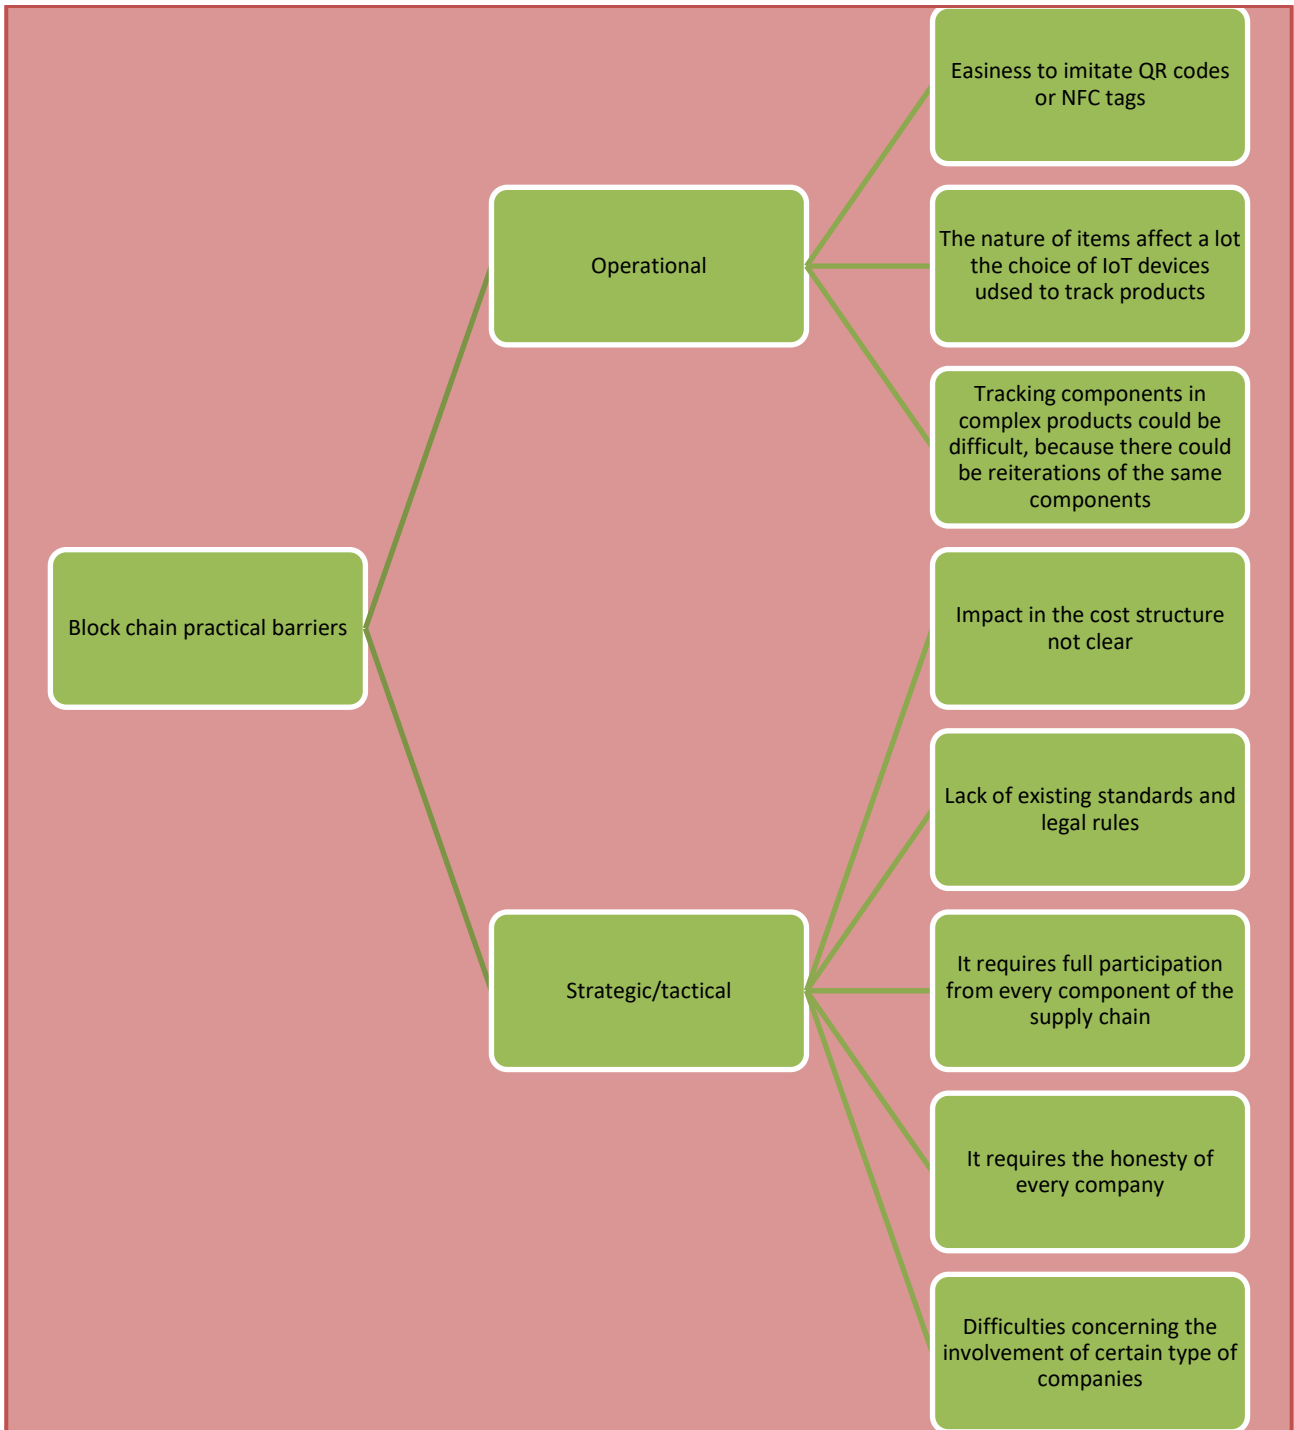 Easiness to imitate QR codes
or NFC tags
Operational
The nature of items affect a lot
the choice of IoT devices
udsed to track products
Tracking components in
complex products could be
difficult, because there could
be reiterations of the same
components
Block chain practical barriers
Impact in the cost structure
not clear
Lack of existing standards and
legal rules
Strategic/tactical
It requires full participation
from every component of the
supply chain
It requires the honesty of
every company
Difficulties concerning the
involvement of certain type of
companies